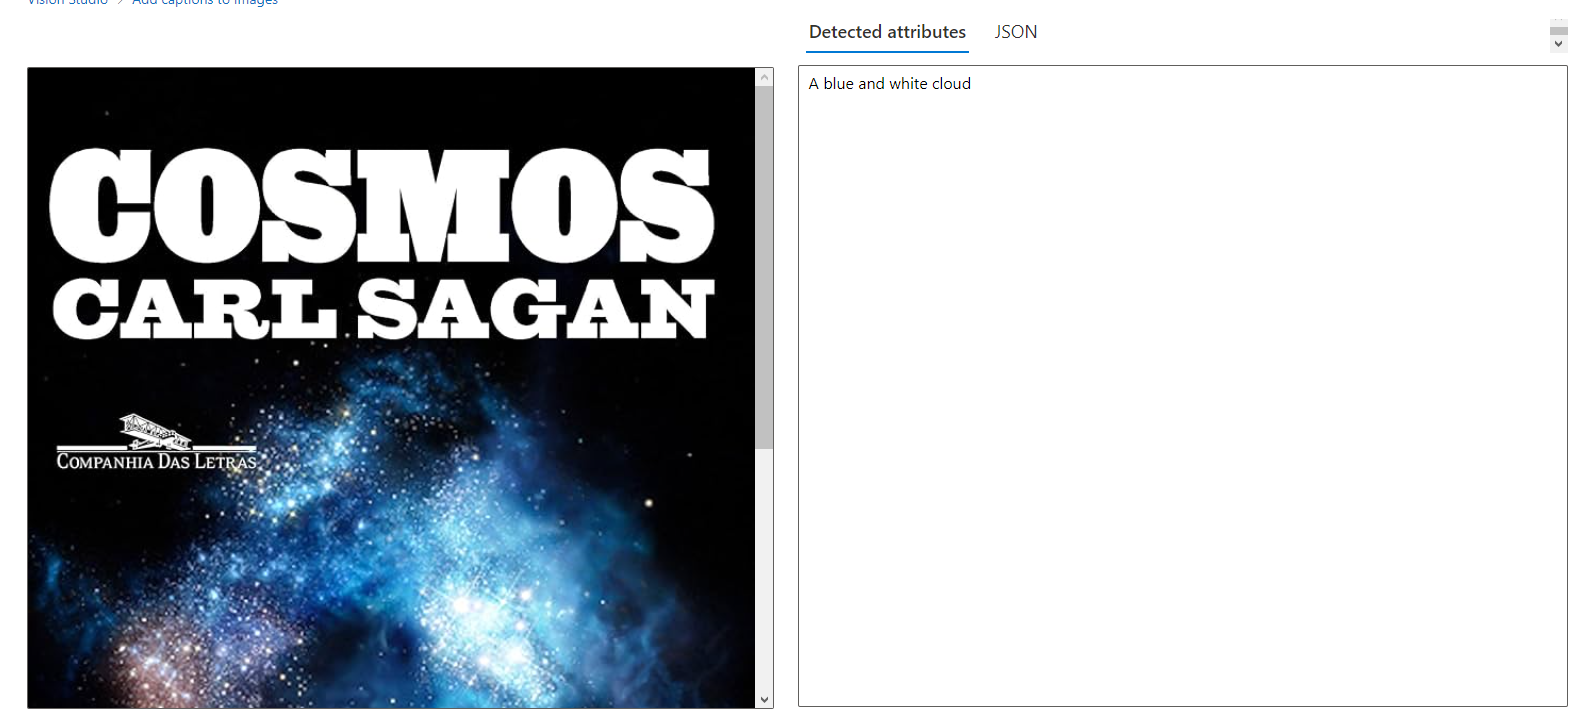 Vision Studio > Add captions to images
Detected attributes
JSON
COSMOS
CARL SAGAN
COMPANHIA DAS LETRAS
A blue and white cloud